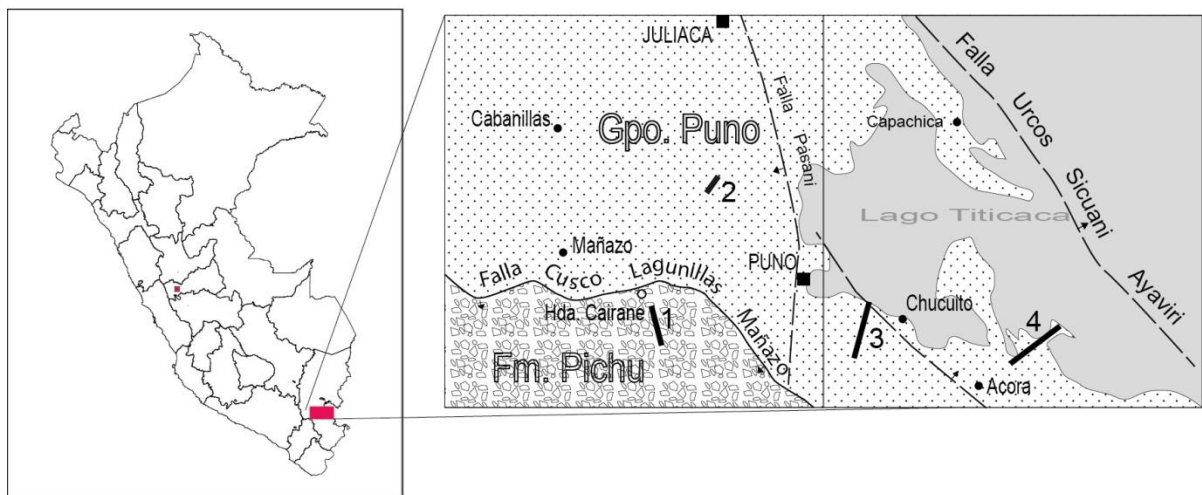 JULIACA
Falla Urcos Sicuani Ayaviri
Falla Pasani
Cabanillas
Gpo. Puno
Capachica
2
Lago Titicaca
Mañazo
PUNO
Falla Cusco Lagunillas Mañazo
Hda. Cairane
1
Chucuito
3
4
Fm. Pichu
Acora